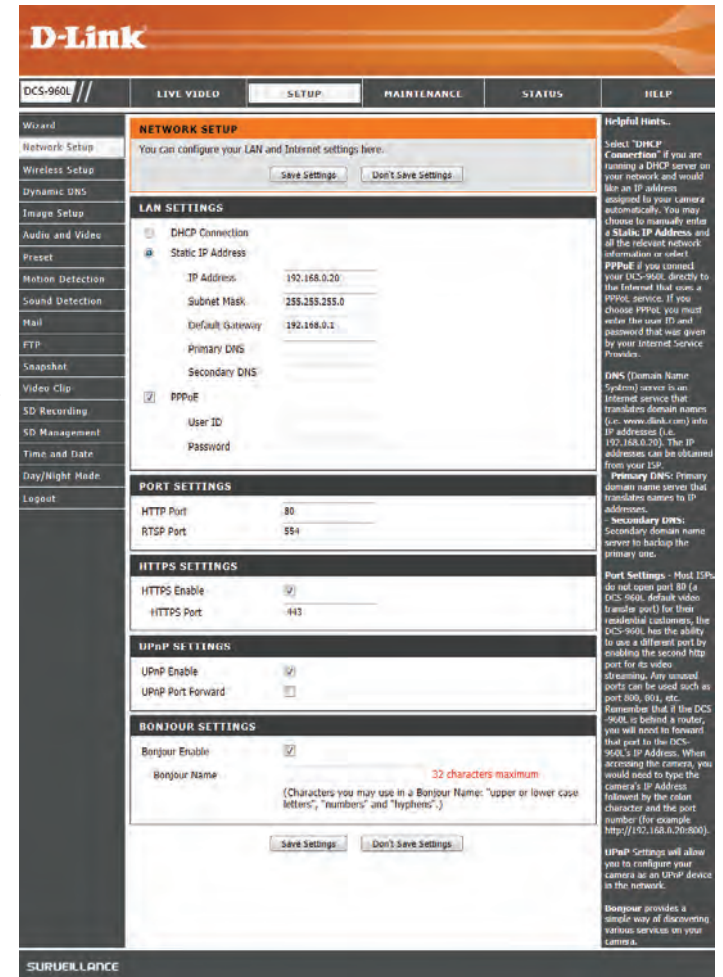 D-Link
DCS-960L //
LIVE VIDEO
SETUP
MAINTENANCE
STATUS
HELP
Wizard
Network Setup
Wireless Setup
Dynamic DNS
Image Setup
Audio and Video
Preset
Motion Detection
Sound Detection
Mail
FTP
Snapshot
Video Clip
SD Recording
SD Management
Time and Date
Day/Night Mode
Logout
NETWORK SETUP
You can configure your LAN and Internet settings here.
Save Settings Don't Save Settings
LAN SETTINGS
DHCP Connection
Static IP Address
IP Address 192.168.0.20
Subnet Mask 255.255.255.0
Default Gateway 192.168.0.1
Primary DNS
Secondary DNS
PPPoE
User ID
Password
PORT SETTINGS
HTTP Port 80
RTSP Port 554
HTTPS SETTINGS
HTTPS Enable
HTTPS Port 443
UPnP SETTINGS
UPnP Enable
UPnP Port Forward
BONJOUR SETTINGS
Bonjour Enable
Bonjour Name 32 characters maximum
(Characters you may use in a Bonjour Name: "upper or lower case
letters", "numbers" and "hyphens".)
Save Settings Don't Save Settings
Helpful Hints..
Select "DHCP
Connection" if you are
running a DHCP server on
your network and would
like an IP address
assigned to your camera
automatically. You may
choose to manually enter
a Static IP Address and
all the relevant network
information or select
PPPoE if you connect
your DCS-960L directly to
the Internet that uses a
PPPoE service. If you
choose PPPoE you must
enter the user ID and
password that was given
by your Internet Service
Provider.
DNS (Domain Name
System) server is an
Internet service that
translates domain names
(i.e. www.dlink.com) into
IP addresses (i.e.
192.168.0.20). The IP
addresses can be obtained
from your ISP.
- Primary DNS: Primary
domain name server that
translates names to IP
addresses.
- Secondary DNS:
Secondary domain name
server to backup the
primary one.
Port Settings - Most ISPs
do not open port 80 (a
DCS-960L default video
transfer port) for their
residential customers, the
DCS-960L has the ability
to use a different port by
enabling the second http
port for its video
streaming. Any unused
ports can be used such as
port 800, 801, etc.
Remember that if the DCS
-960L is behind a router,
you will need to forward
that port to the DCS-
960L's IP Address. When
accessing the camera, you
would need to type the
camera's IP Address
followed by the colon
character and the port
number (for example
http://192.168.0.20:800).
UPnP Settings will allow
you to configure your
camera as an UPnP device
in the network.
Bonjour provides a
simple way of discovering
various services on your
camera.
SURVEILLANCE